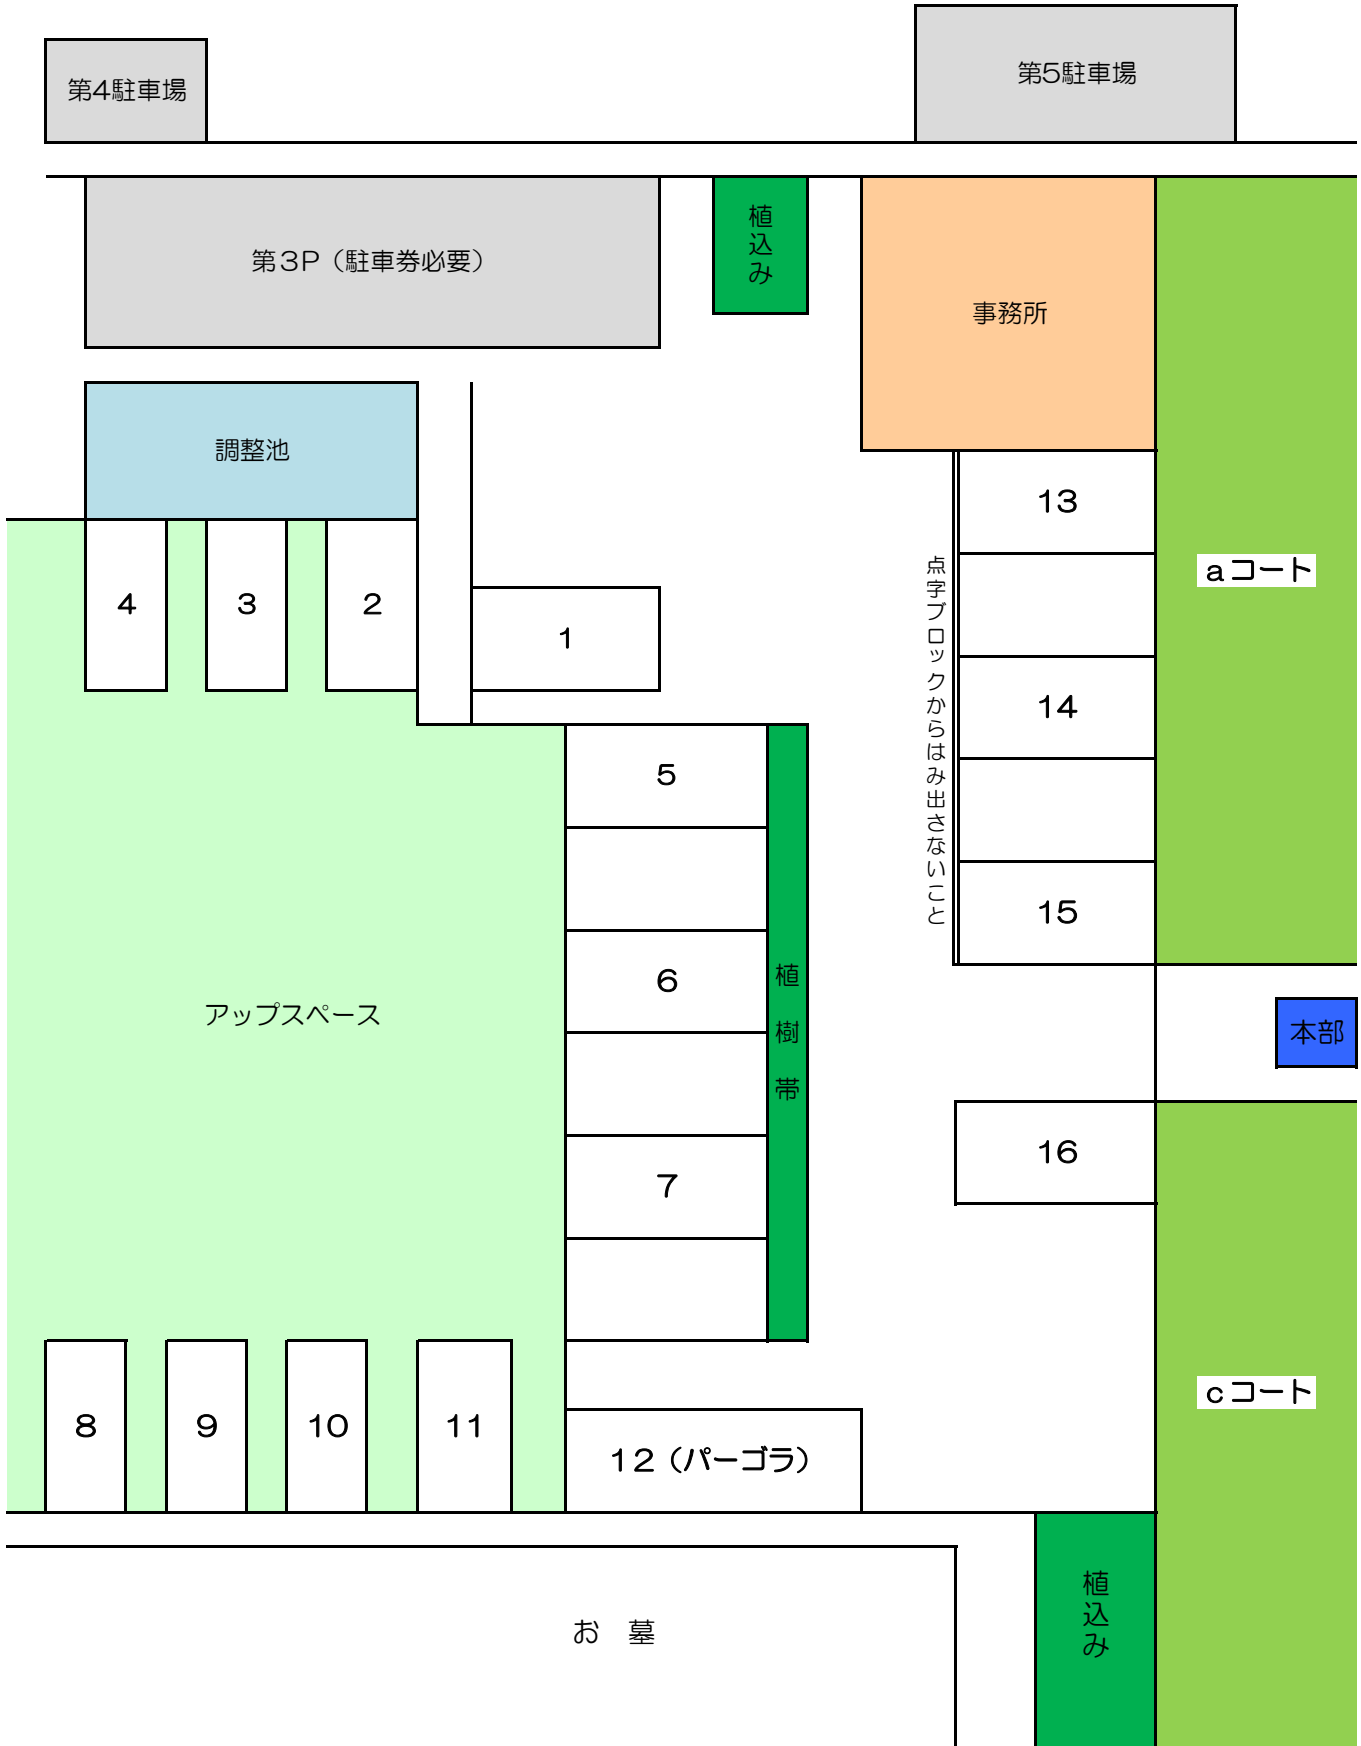 第4駐車場
第5駐車場
第3P（駐車券必要）
植込み
事務所
調整池
13
4
3
2
1
aコート
点字ブロックからはみ出さないこと
14
5
15
6
植樹帯
アップスペース
本部
16
7
cコート
8
9
10
11
12（パーゴラ）
お　墓
植込み